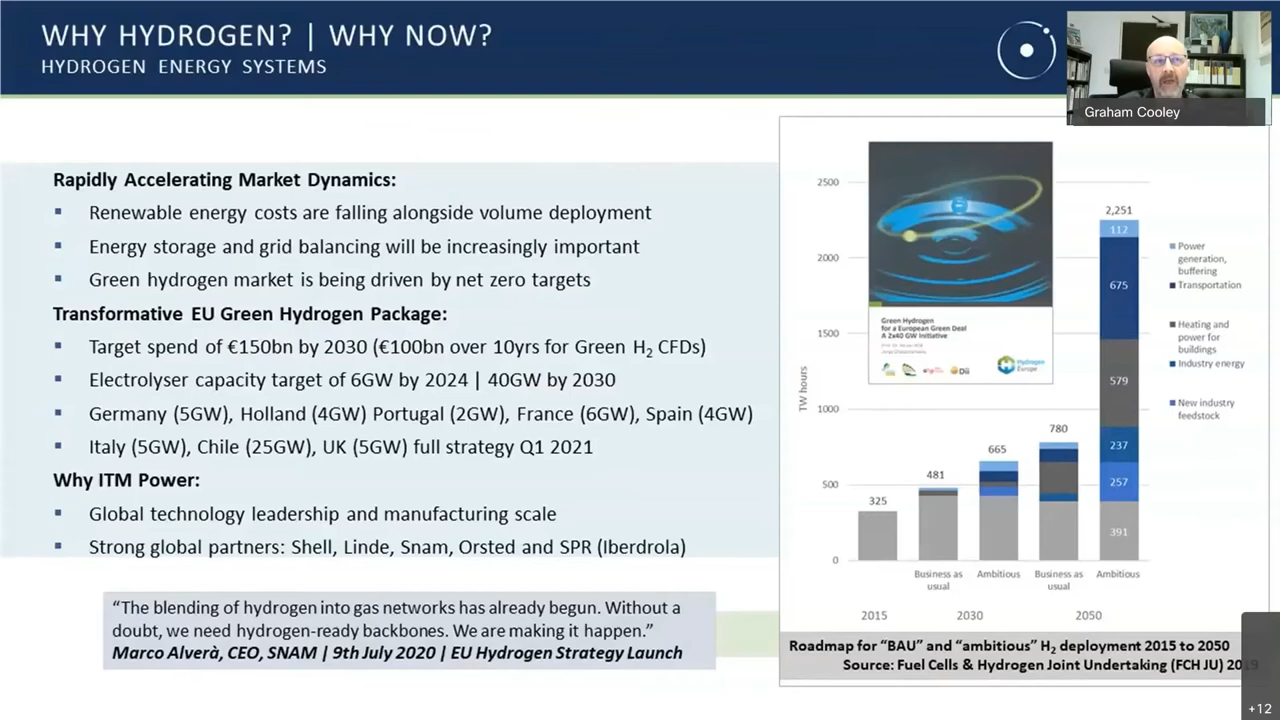 WHY HYDROGEN? | WHY NOW?
HYDROGEN ENERGY SYSTEMS
Graham Cooley
Rapidly Accelerating Market Dynamics:
▪ Renewable energy costs are falling alongside volume deployment
▪ Energy storage and grid balancing will be increasingly important
▪ Green hydrogen market is being driven by net zero targets
Transformative EU Green Hydrogen Package:
▪ Target spend of €150bn by 2030 (€100bn over 10yrs for Green H₂ CFDs)
▪ Electrolyser capacity target of 6GW by 2024 | 40GW by 2030
▪ Germany (5GW), Holland (4GW) Portugal (2GW), France (6GW), Spain (4GW)
▪ Italy (5GW), Chile (25GW), UK (5GW) full strategy Q1 2021
Why ITM Power:
▪ Global technology leadership and manufacturing scale
▪ Strong global partners: Shell, Linde, Snam, Orsted and SPR (Iberdrola)
“The blending of hydrogen into gas networks has already begun. Without a
doubt, we need hydrogen-ready backbones. We are making it happen.”
Marco Alverà, CEO, SNAM | 9th July 2020 | EU Hydrogen Strategy Launch
Green Hydrogen
for a European Green Deal
A 2x40 GW Initiative
Dii
Hydrogen
Europe
TW hours
2500
2000
1500
1000
500
0
325
481
665
780
2,251
112
675
579
237
257
391
Business as
usual
Ambitious
Business as
usual
Ambitious
2015
2030
2050
Power
generation,
buffering
Transportation
Heating and
power for
buildings
Industry energy
New industry
feedstock
Roadmap for “BAU” and “ambitious” H₂ deployment 2015 to 2050
Source: Fuel Cells & Hydrogen Joint Undertaking (FCH JU) 2019
+12